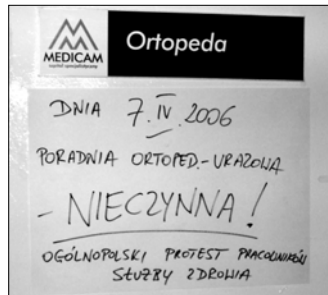 MEDICAM
Ortopeda
DNIA 7.IV.2006
PORADNIA ORTOPED.-URAZOWA
- NIECZYNNA!
OGÓLNOPOLSKI PROTEST PRACOWNIKÓW
SŁUŻBY ZDROWIA